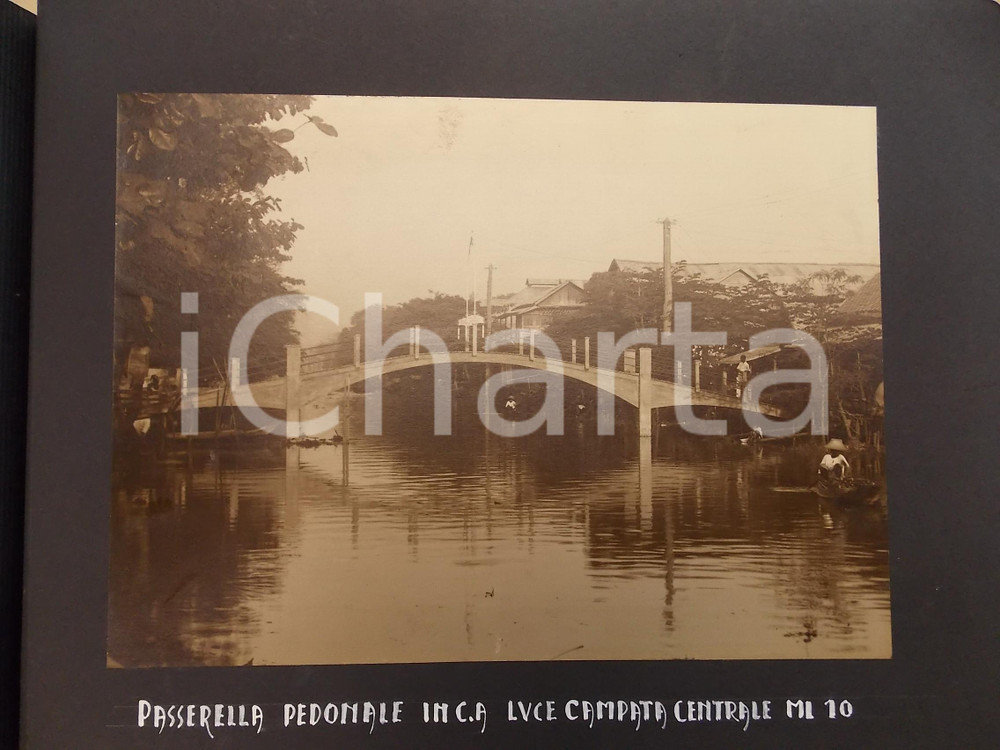 iCharta
PASSERELLA PEDONALE IN C.A LVCE CAMPATA CENTRALE ML 10